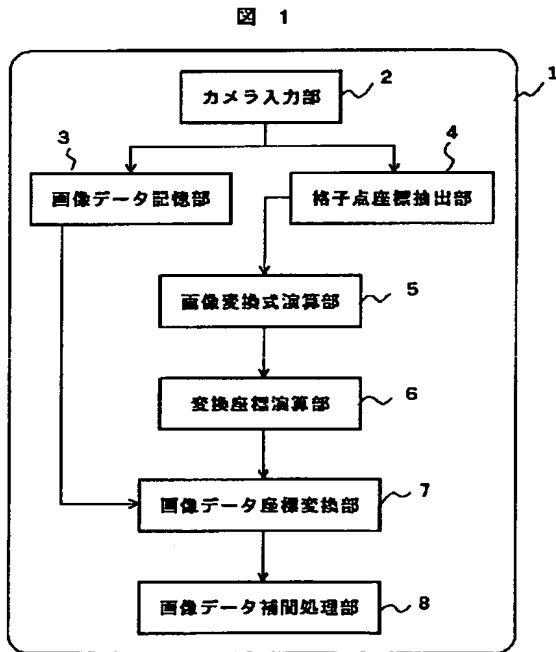 図 1
1
カメラ入力部
2
3
画像データ記憶部
4
格子点座標抽出部
画像変換式演算部
5
変換座標演算部
6
画像データ座標変換部
7
画像データ補間処理部
8